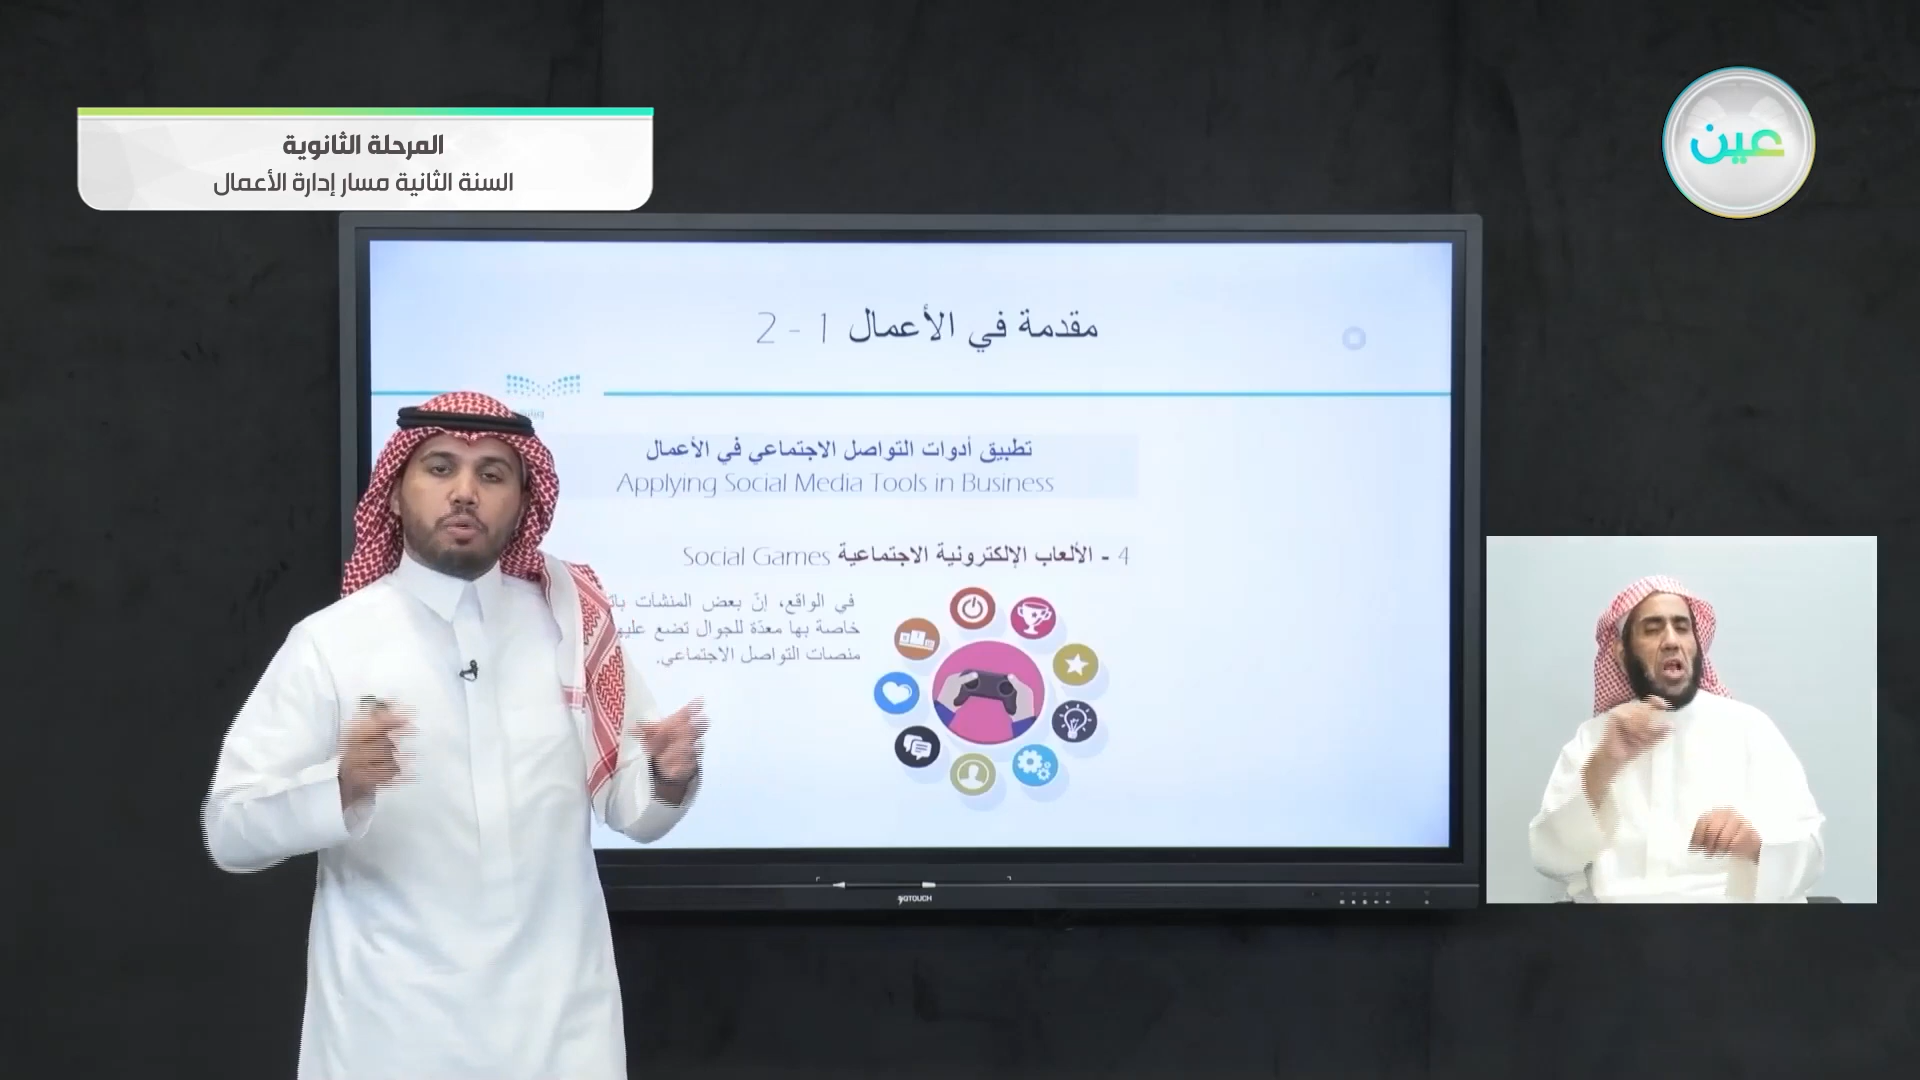 المرحلة الثانوية
السنة الثانية مسار إدارة الأعمال
عين
مقدمة في الأعمال 1 - 2
تطبيق أدوات التواصل الاجتماعي في الأعمال
Applying Social Media Tools in Business
4 - الألعاب الإلكترونية الاجتماعية Social Games
في الواقع، إنّ بعض المنشآت
خاصة بها معدّة للجوال تضع
منصات التواصل الاجتماعي.